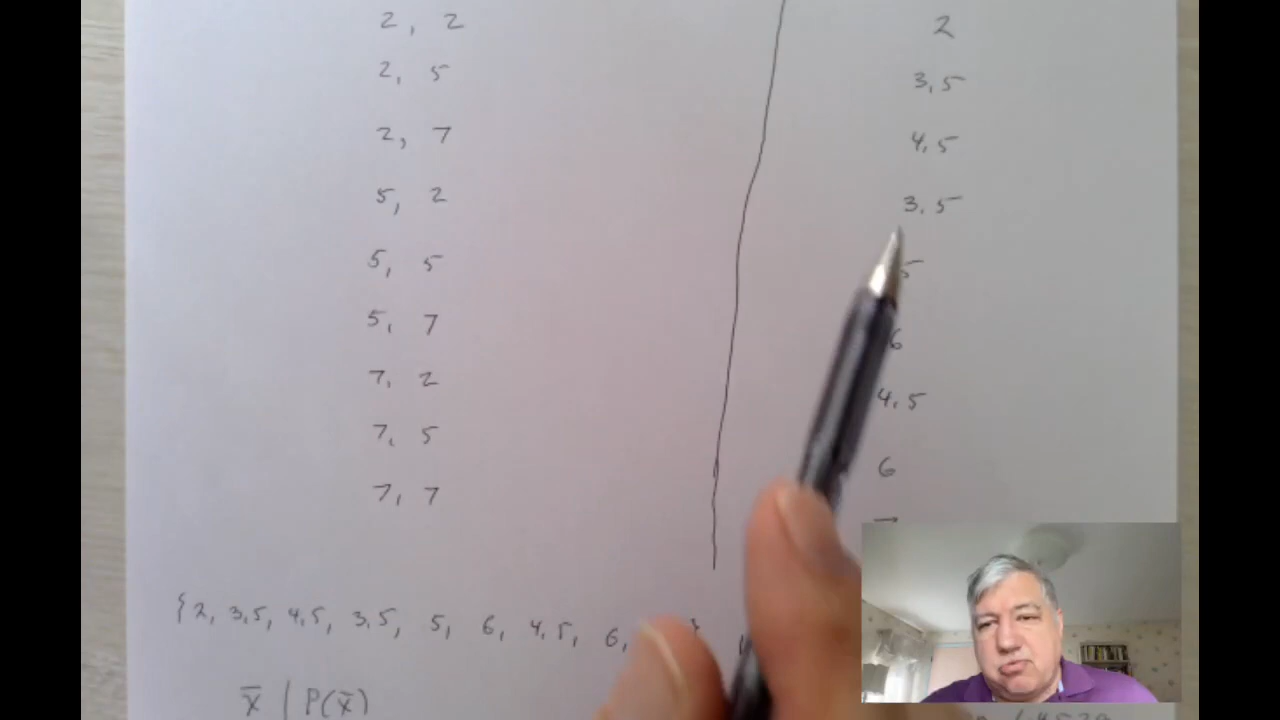 2, 2 2
2, 5 3,5
2, 7 4,5
5, 2 3.5
5, 5 5
5, 7 6
7, 2 4.5
7, 5 6
7, 7
{2, 3.5, 4.5, 3.5, 5, 6, 4.5, 6,
x̄ | P(x̄)